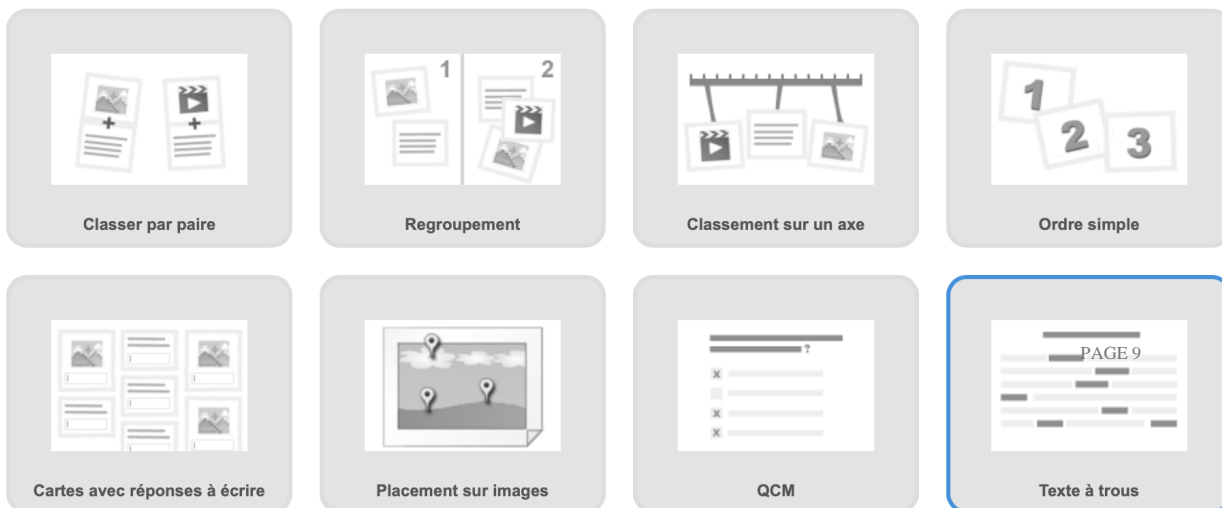 1
2
1
2
3
Classer par paire
Regroupement
Classement sur un axe
Ordre simple
?
X
X
X
PAGE 9
Cartes avec réponses à écrire
Placement sur images
QCM
Texte à trous